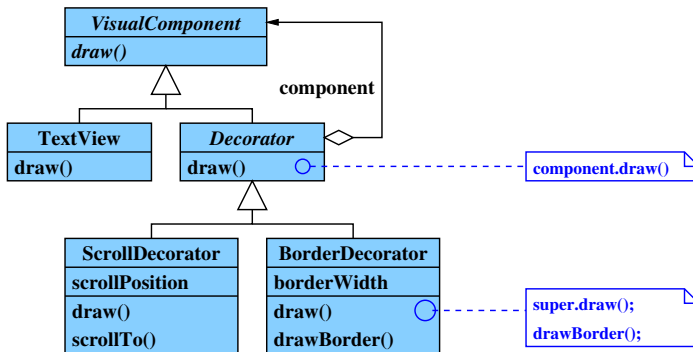 VisualComponent
draw()
component
TextView
draw()
Decorator
draw()
component.draw()
ScrollDecorator
scrollPosition
draw()
scrollTo()
BorderDecorator
borderWidth
draw()
drawBorder()
super.draw();
drawBorder();